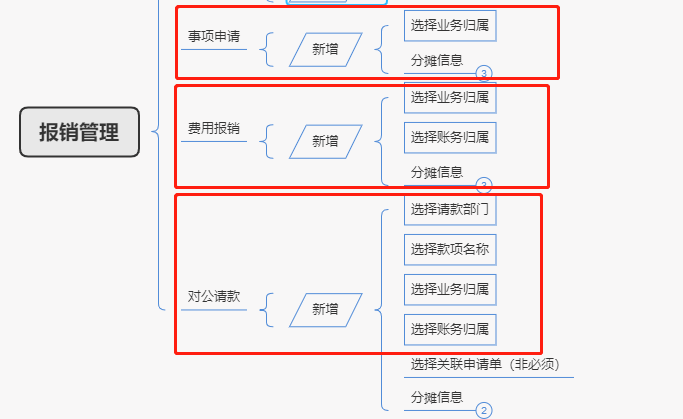 事项申请
新增
选择业务归属
分摊信息
3
报销管理
费用报销
新增
选择业务归属
选择账务归属
分摊信息
对公请款
新增
选择请款部门
选择款项名称
选择业务归属
选择账务归属
选择关联申请单（非必须）
分摊信息
2